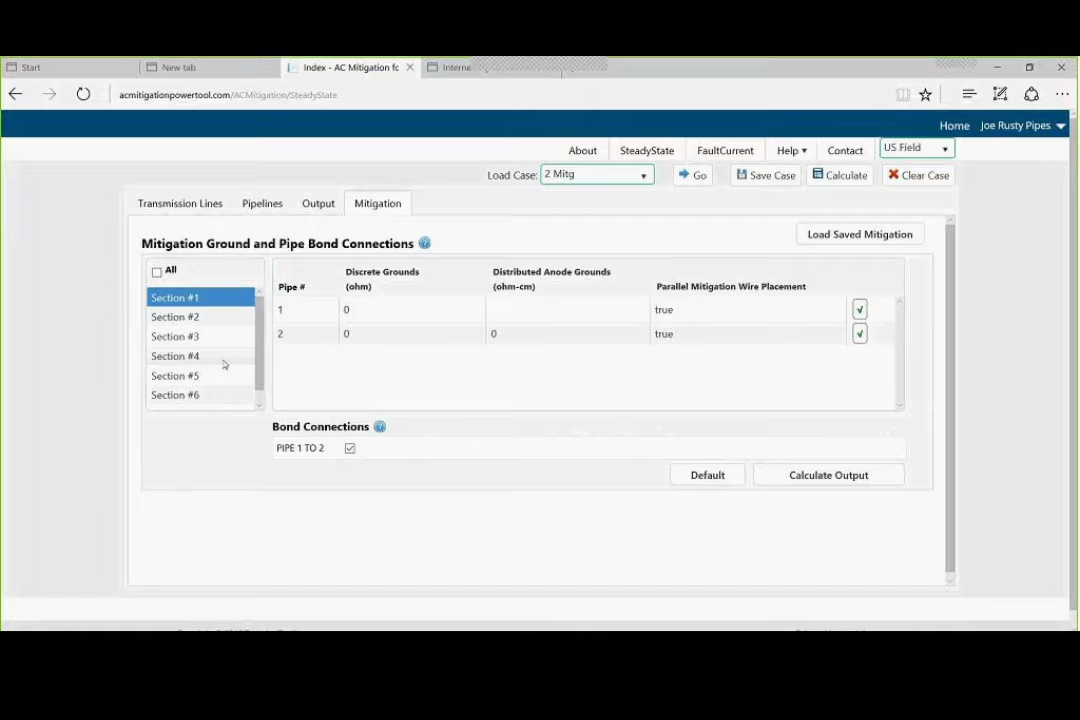 Start
New tab
Index - AC Mitigation fc
Interne
acmitigationpowertool.com/ACMitigation/SteadyState
Home Joe Rusty Pipes
About SteadyState FaultCurrent Help Contact US Field
Load Case: 2 Mitg Go Save Case Calculate Clear Case
Transmission Lines Pipelines Output Mitigation
Load Saved Mitigation
Mitigation Ground and Pipe Bond Connections
All
Section #1
Section #2
Section #3
Section #4
Section #5
Section #6
Pipe # Discrete Grounds (ohm) Distributed Anode Grounds (ohm-cm) Parallel Mitigation Wire Placement
1 0 true √
2 0 0 true √
Bond Connections
PIPE 1 TO 2
Default Calculate Output